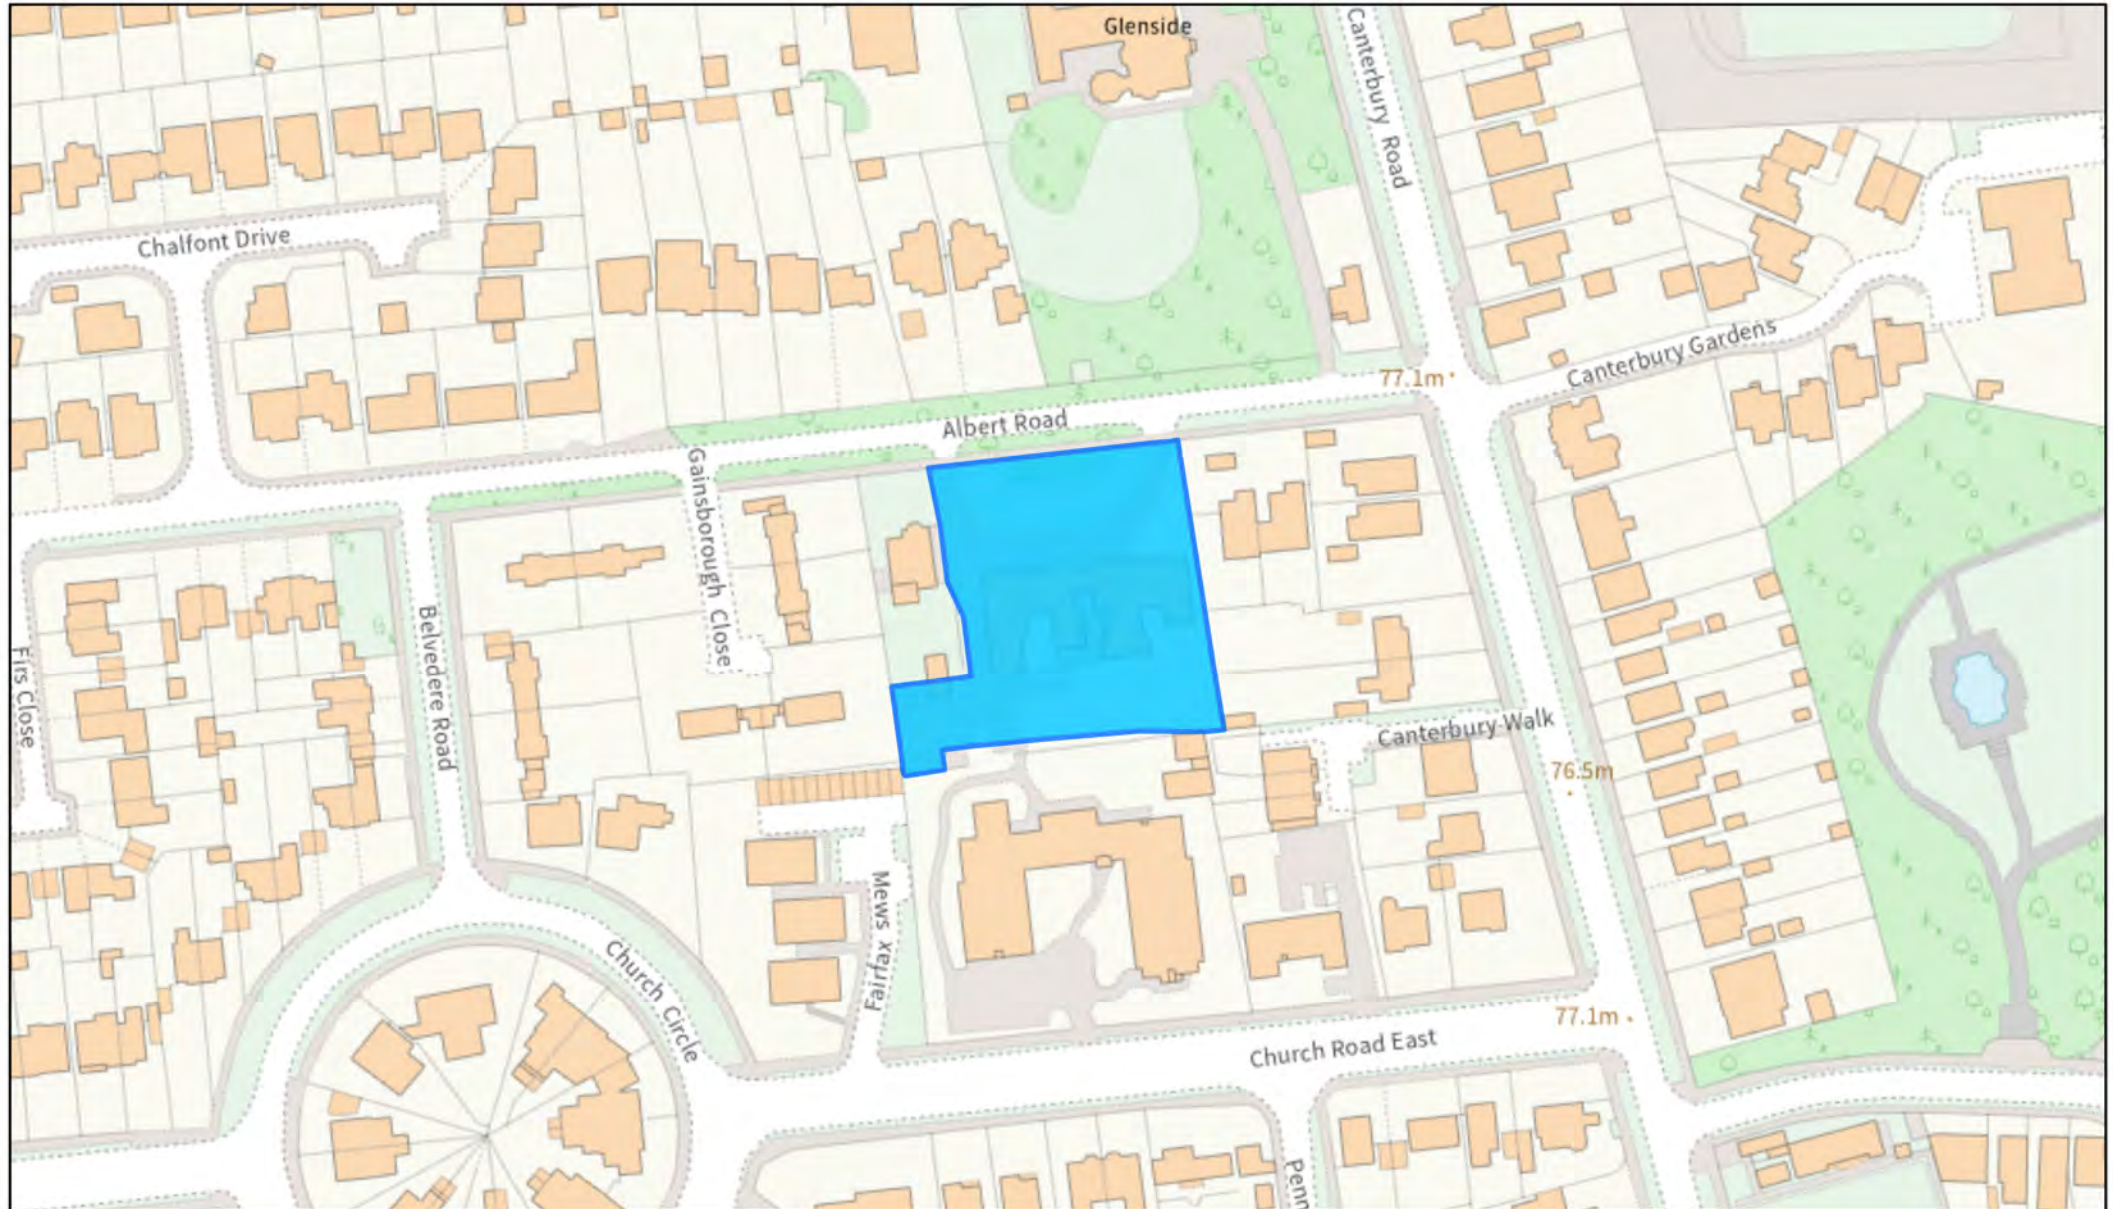 Glenside
Canterbury Road
Chalfont Drive
Canterbury Gardens
77.1m
Albert Road
Gainsborough Close
Belvedere Road
Firs Close
Canterbury Walk
76.5m
Fairfax Mews
Church Circle
77.1m
Church Road East
Penn